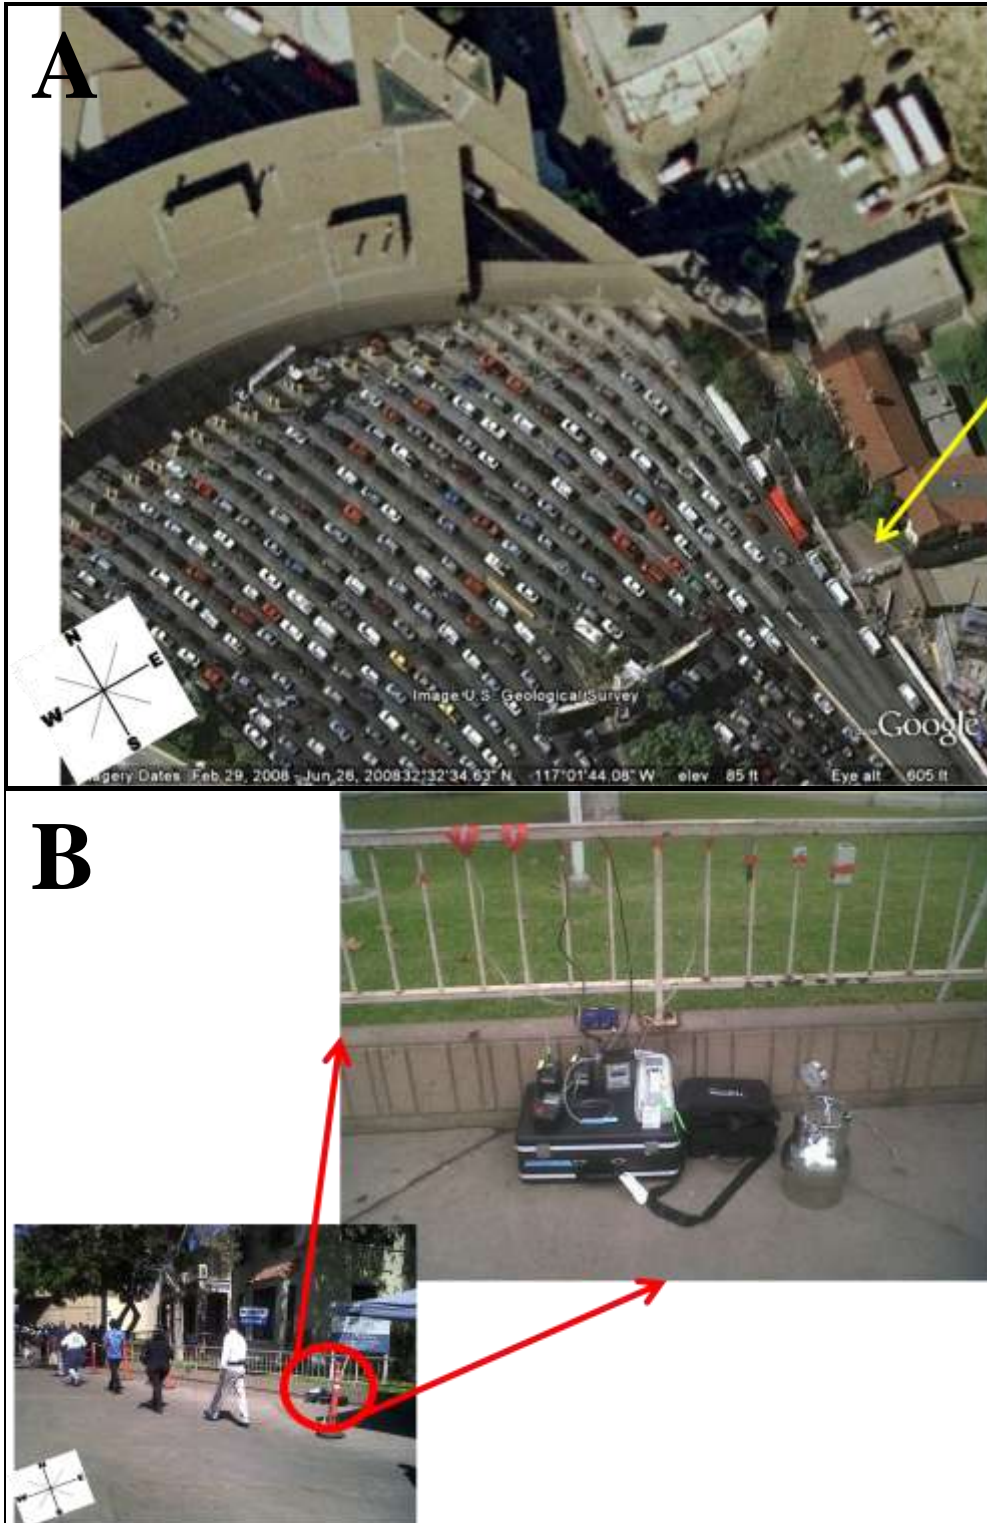 A
N
E
W
S
Image U.S. Geological Survey
Google
agery Dates: Feb 29, 2008 - Jun 26, 2008 32°32'34.63" N 117°01'44.08" W elev 85 ft Eye alt 605 ft
B